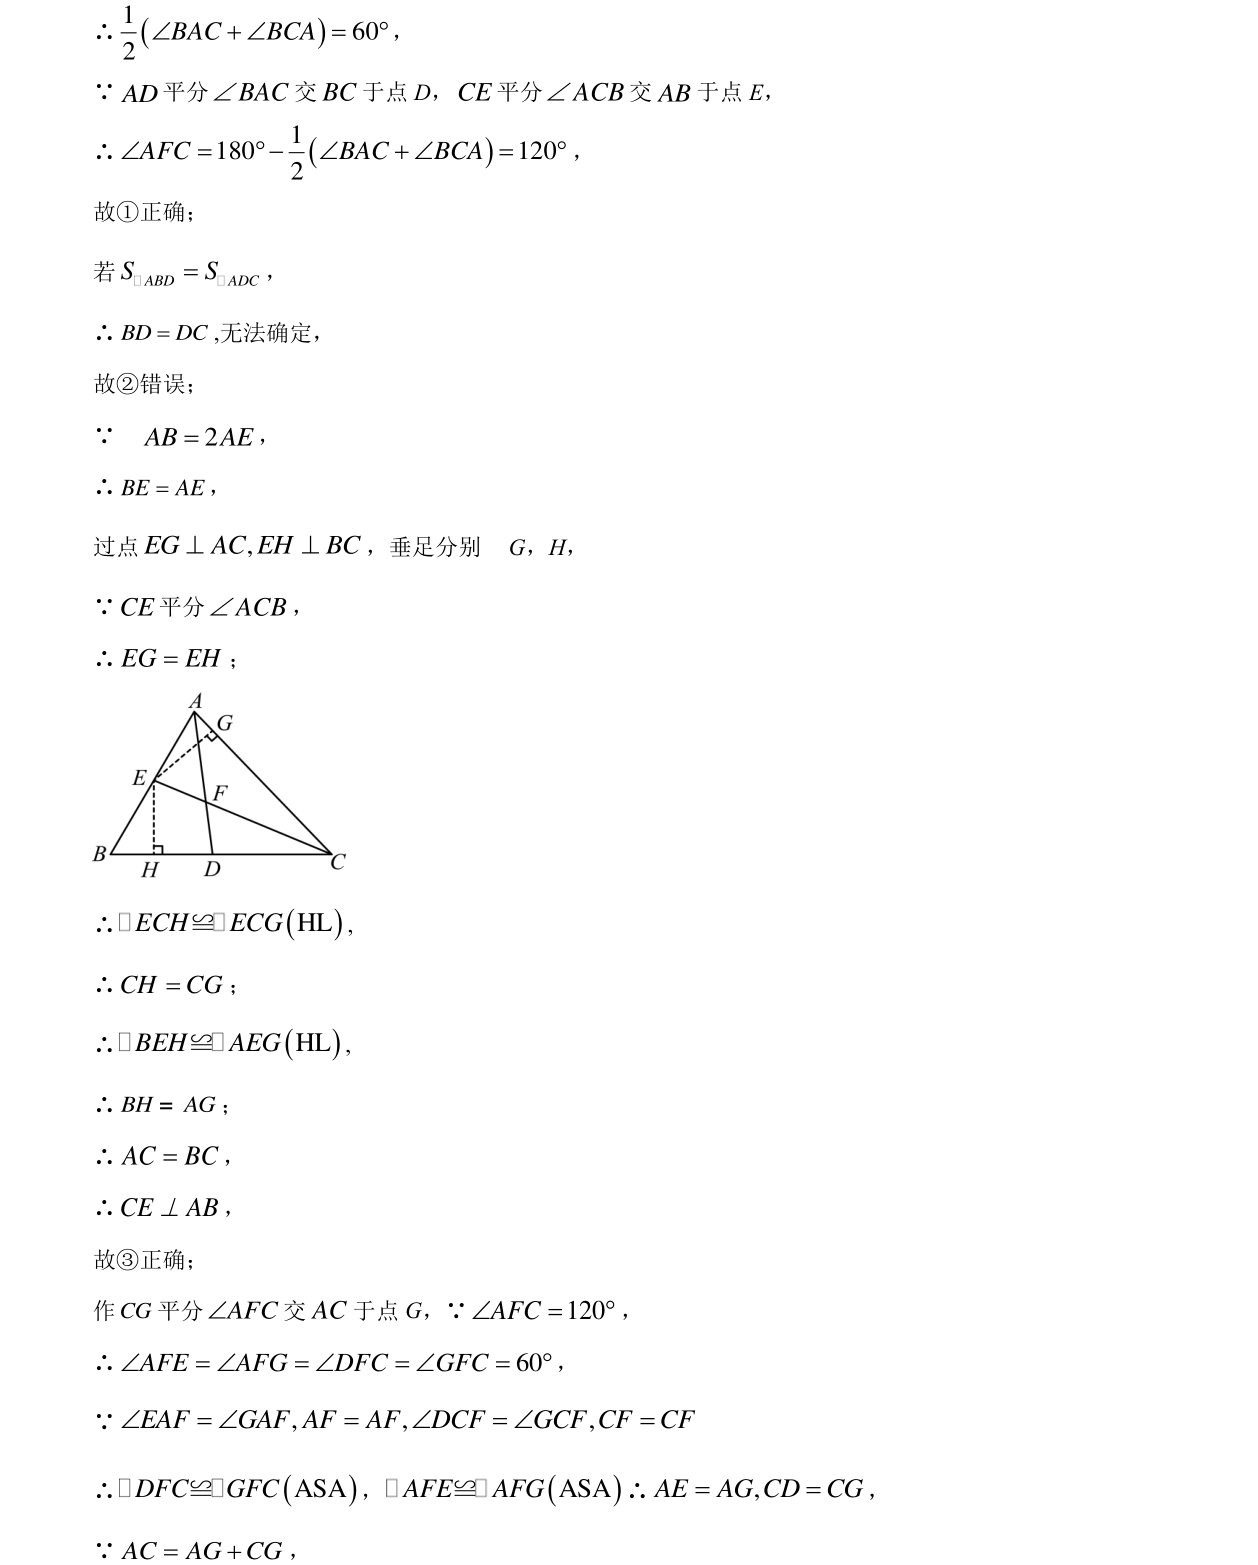 ∴ 1/2(∠BAC + ∠BCA) = 60°，
∵ AD 平分∠BAC 交 BC 于点 D，CE 平分∠ACB 交 AB 于点 E，
∴ ∠AFC = 180° − 1/2(∠BAC + ∠BCA) = 120°，
故①正确；
若 S□ABD = S□ADC，
∴ BD = DC ,无法确定，
故②错误；
∵ AB = 2AE，
∴ BE = AE，
过点 EG ⊥ AC, EH ⊥ BC，垂足分别 G，H，
∵ CE 平分∠ACB，
∴ EG = EH；
A
G
E
F
B
H
D
C
∴ □ECH≌□ECG(HL),
∴ CH = CG；
∴ □BEH≌□AEG(HL),
∴ BH = AG；
∴ AC = BC，
∴ CE ⊥ AB，
故③正确；
作 CG 平分∠AFC 交 AC 于点 G，∵ ∠AFC = 120°，
∴ ∠AFE = ∠AFG = ∠DFC = ∠GFC = 60°，
∵ ∠EAF = ∠GAF, AF = AF, ∠DCF = ∠GCF, CF = CF
∴ □DFC≌□GFC(ASA)，□AFE≌□AFG(ASA) ∴ AE = AG, CD = CG，
∵ AC = AG + CG，